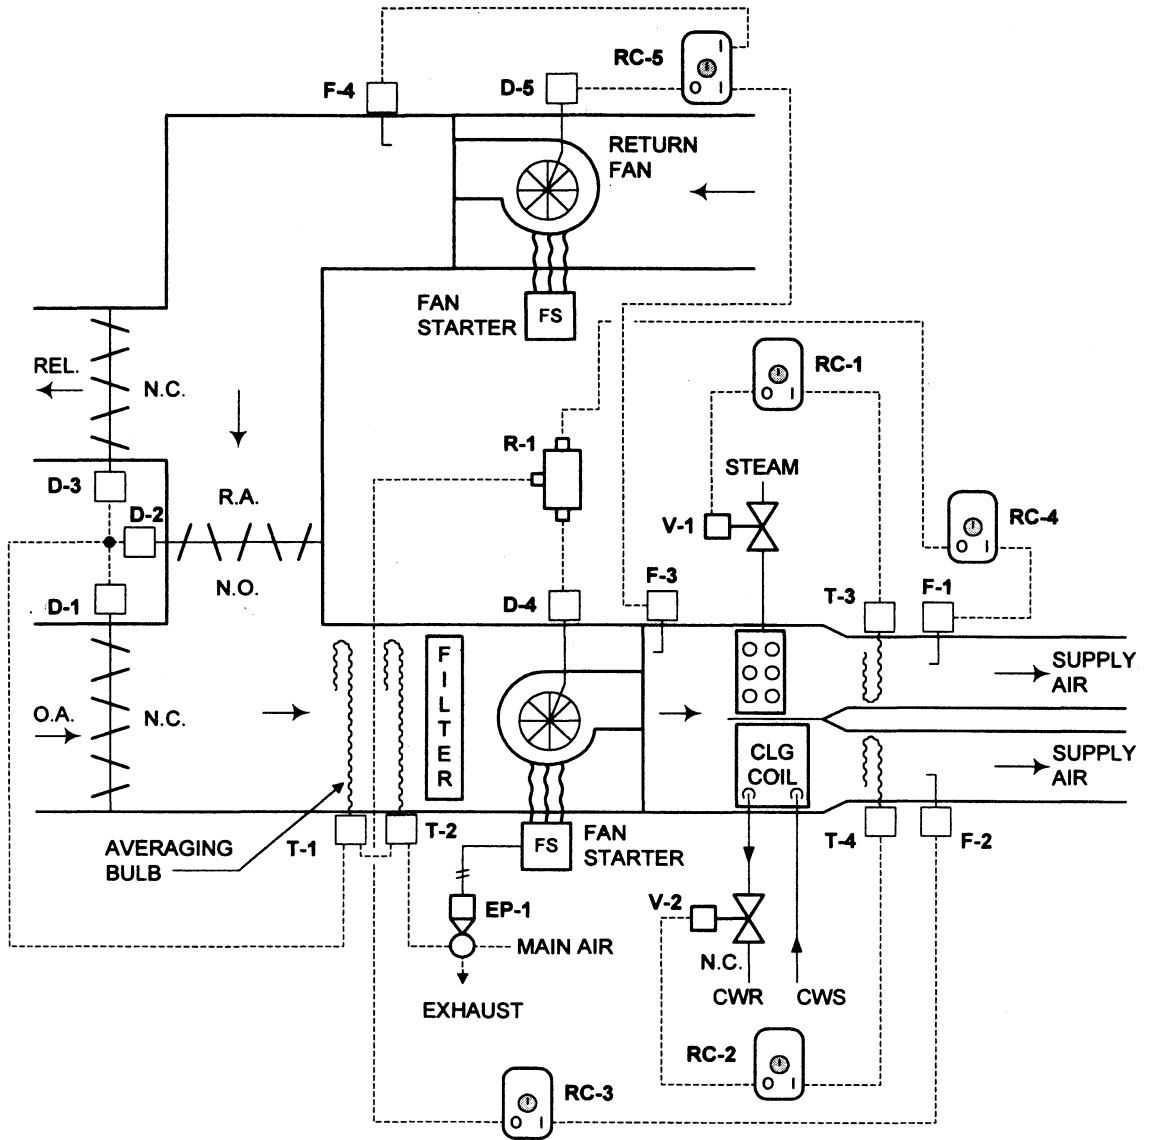 RC-5
I
O I
F-4
D-5
RETURN
FAN
FAN
STARTER
FS
REL.
N.C.
RC-1
O I
R-1
STEAM
D-3
D-2
R.A.
V-1
RC-4
O I
N.O.
D-1
D-4
F-3
T-3
F-1
FILTER
SUPPLY
AIR
O.A.
N.C.
CLG
COIL
SUPPLY
AIR
AVERAGING
BULB
T-1
T-2
FS
FAN
STARTER
T-4
F-2
EP-1
V-2
MAIN AIR
N.C.
EXHAUST
CWR
CWS
RC-2
O I
RC-3
O I